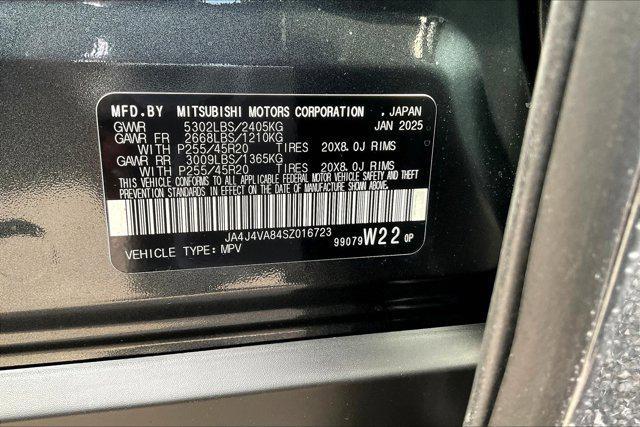 MFD.BY MITSUBISHI MOTORS CORPORATION , JAPAN
GVWR 5302LBS/2405KG JAN 2025
GAWR FR 2668LBS/1210KG
WITH P255/45R20 TIRES 20X8.0J RIMS
GAWR RR 3009LBS/1365KG
WITH P255/45R20 TIRES 20X8.0J RIMS
THIS VEHICLE CONFORMS TO ALL APPLICABLE FEDERAL MOTOR VEHICLE SAFETY AND THEFT
PREVENTION STANDARDS IN EFFECT ON THE DATE OF MANUFACTURE SHOWN ABOVE.
JA4J4VA84SZ016723
VEHICLE TYPE:MPV 99079 W22 0P